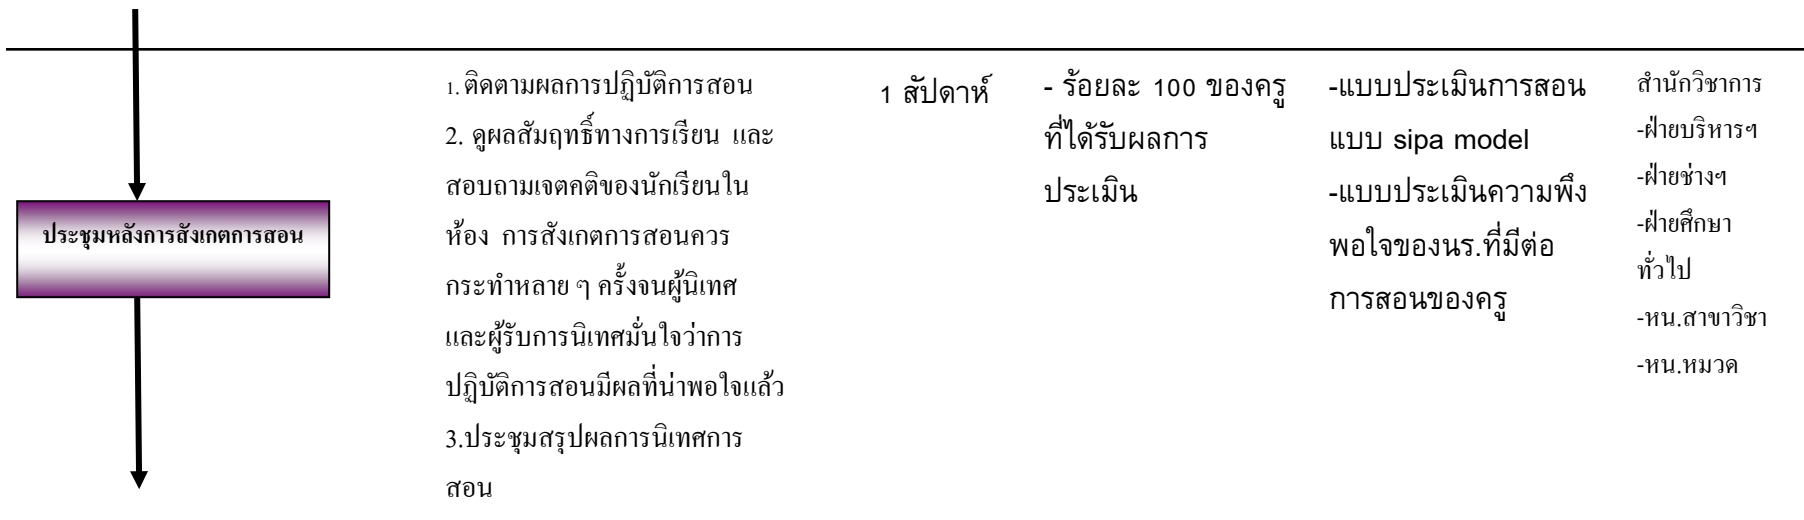 ประชุมหลังการสังเกตการสอน
1. ติดตามผลการปฏิบัติการสอน
2. ดูผลสัมฤทธิ์ทางการเรียน และ
สอบถามเจตคติของนักเรียนใน
ห้อง การสังเกตการสอนควร
กระทำหลาย ๆ ครั้งจนผู้นิเทศ
และผู้รับการนิเทศมั่นใจว่าการ
ปฏิบัติการสอนมีผลที่น่าพอใจแล้ว
3.ประชุมสรุปผลการนิเทศการ
สอน
1 สัปดาห์
- ร้อยละ 100 ของครู
ที่ได้รับผลการ
ประเมิน
-แบบประเมินการสอน
แบบ sipa model
-แบบประเมินความพึง
พอใจของนร.ที่มีต่อ
การสอนของครู
สำนักวิชาการ
-ฝ่ายบริหารฯ
-ฝ่ายช่างฯ
-ฝ่ายศึกษา
ทั่วไป
-หน.สาขาวิชา
-หน.หมวด